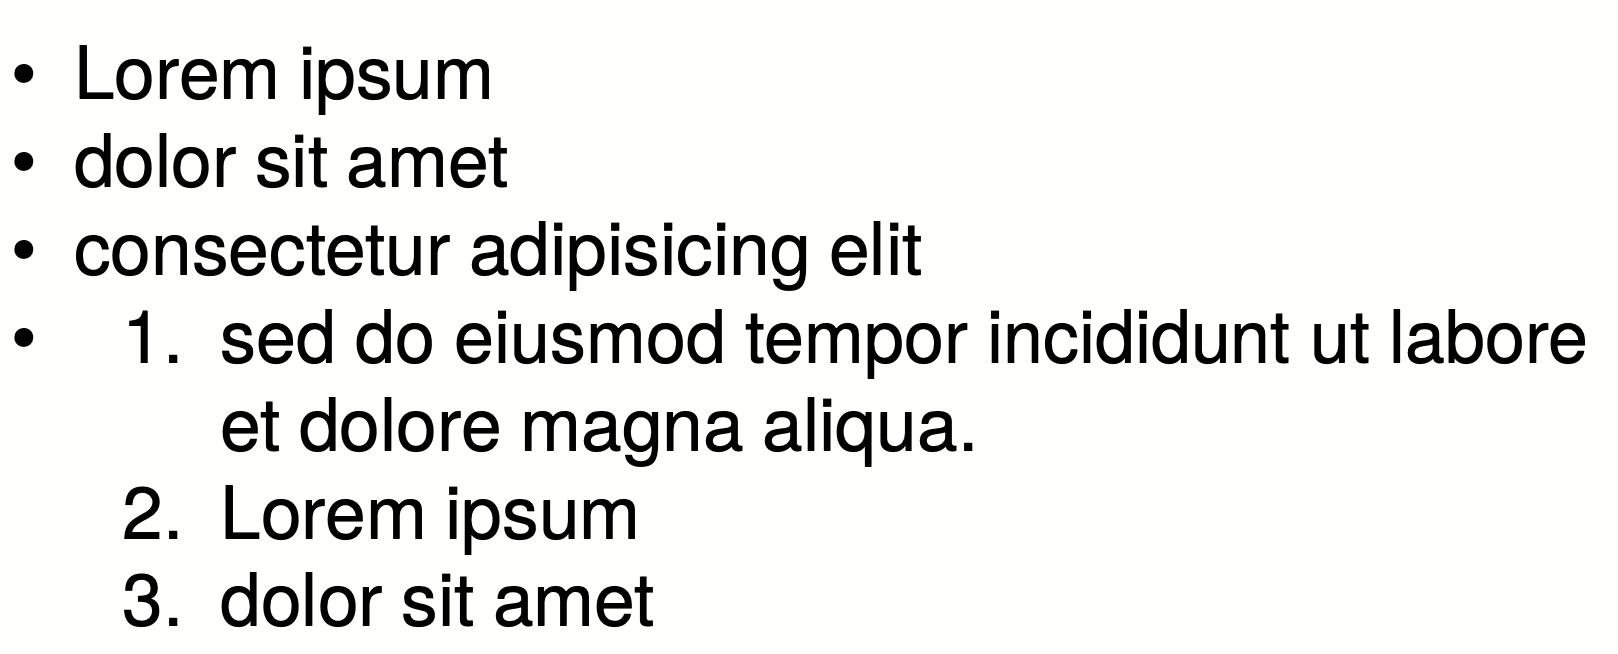 • Lorem ipsum
• dolor sit amet
• consectetur adipisicing elit
• 1. sed do eiusmod tempor incididunt ut labore
et dolore magna aliqua.
2. Lorem ipsum
3. dolor sit amet